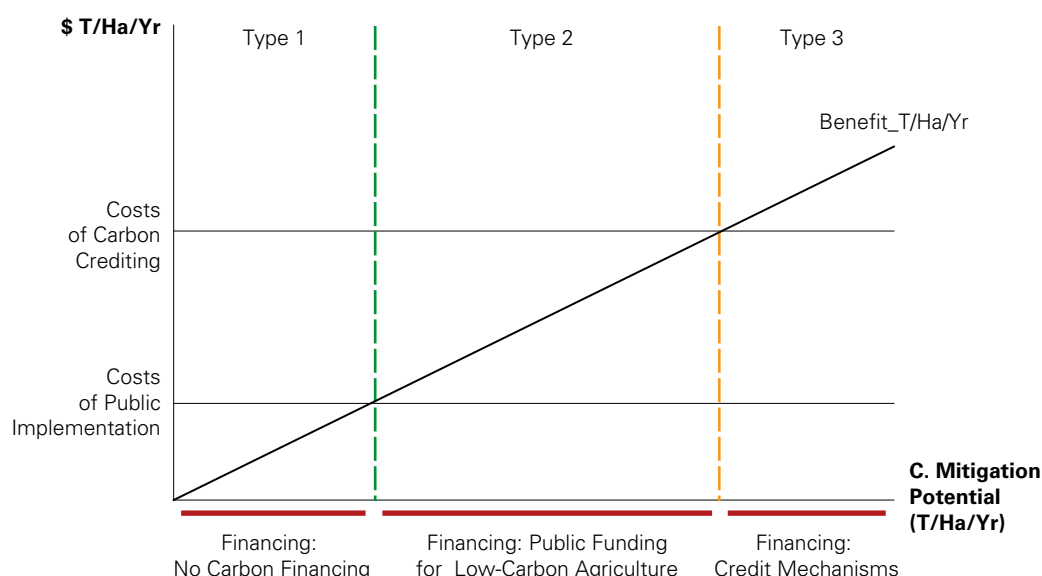 $ T/Ha/Yr
Type 1
Type 2
Type 3
Benefit_T/Ha/Yr
Costs
of Carbon
Crediting
Costs
of Public
Implementation
C. Mitigation
Potential
(T/Ha/Yr)
Financing:
No Carbon Financing
Financing: Public Funding
for Low-Carbon Agriculture
Financing:
Credit Mechanisms